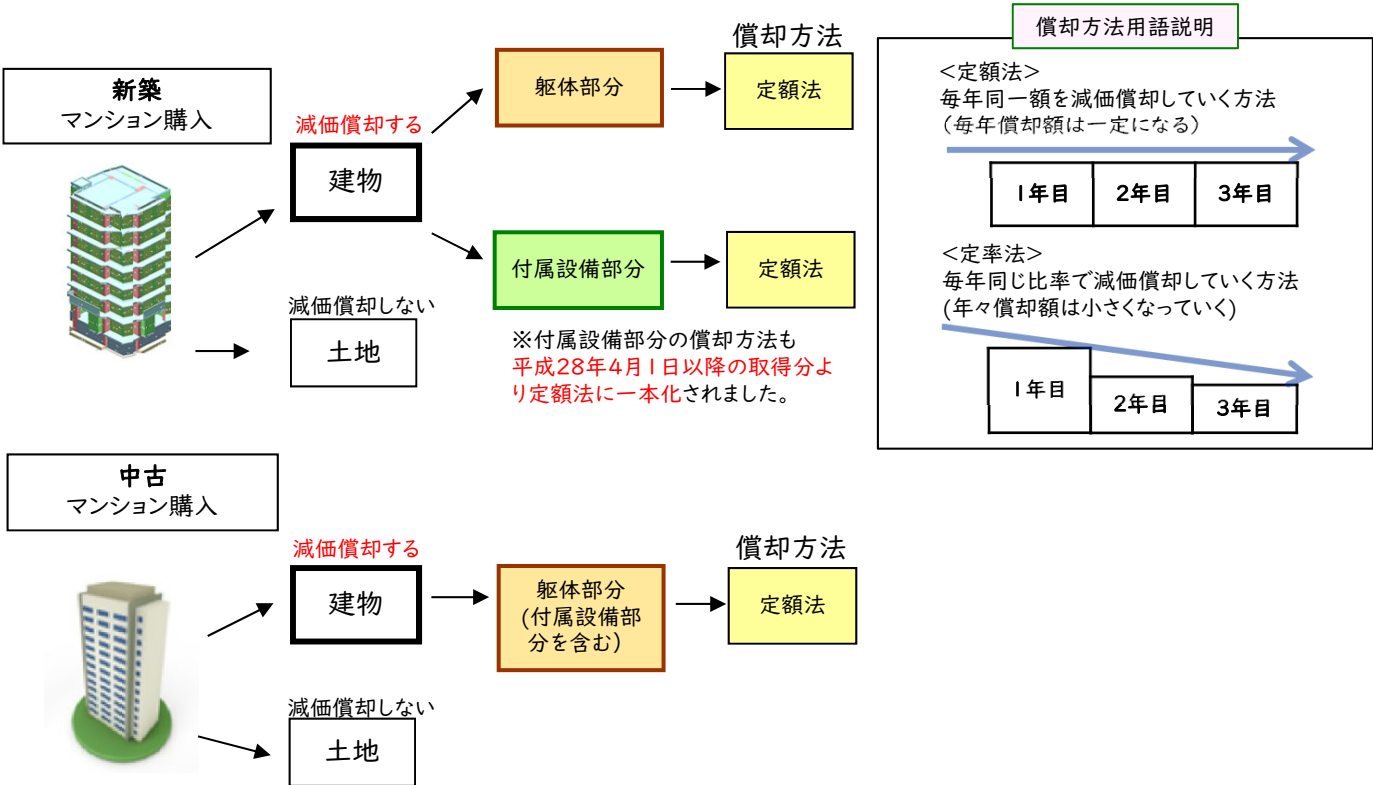 新築
マンション購入
減価償却する
建物
減価償却しない
土地
躯体部分
付属設備部分
償却方法
定額法
定額法
※付属設備部分の償却方法も
平成28年4月1日以降の取得分よ
り定額法に一本化されました。
償却方法用語説明
<定額法>
毎年同一額を減価償却していく方法
(毎年償却額は一定になる)
1年目 2年目 3年目
<定率法>
毎年同じ比率で減価償却していく方法
(年々償却額は小さくなっていく)
1年目 2年目 3年目
中古
マンション購入
減価償却する
建物
減価償却しない
土地
躯体部分
(付属設備部
分を含む)
償却方法
定額法